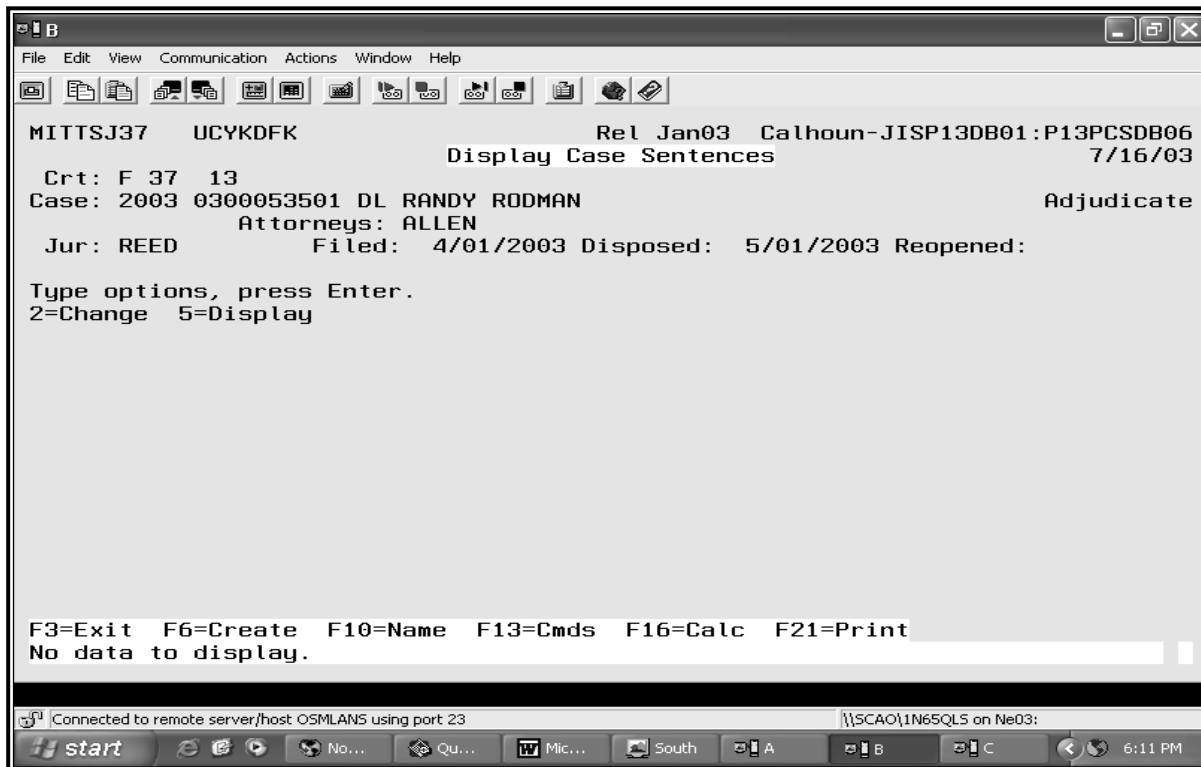 B
File Edit View Communication Actions Window Help
MITTSJ37 UCYKDFK Rel Jan03 Calhoun-JISP13DB01:P13PCSDB06
Display Case Sentences 7/16/03
Crt: F 37 13
Case: 2003 0300053501 DL RANDY RODMAN Adjudicate
Attorneys: ALLEN
Jur: REED Filed: 4/01/2003 Disposed: 5/01/2003 Reopened:
Type options, press Enter.
2=Change 5=Display
F3=Exit F6=Create F10=Name F13=Cmds F16=Calc F21=Print
No data to display.
Connected to remote server/host OSMLANS using port 23 \\SCAO\1N65QLS on Ne03:
start No... Qu... Mic... South A B C 6:11 PM